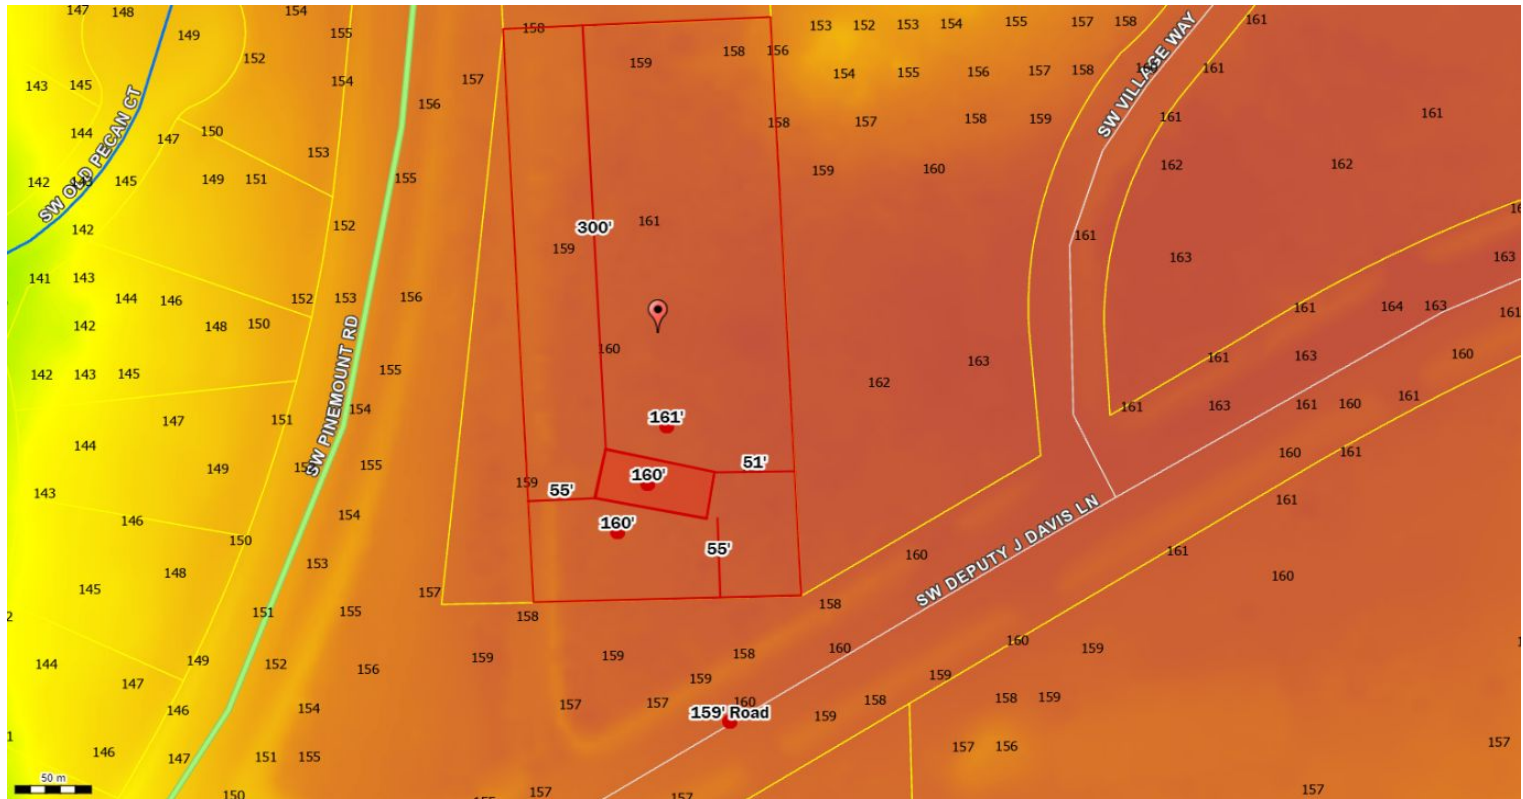 147 148 154 158 153 152 153 154 155 157 158 161
149 155 158 156
152 159 154 155 156 157 158 161
143 145 154 157
156 161
144 147 150 153 158 157 158 159 161
SW OLD PECAN CT
SW VILLAGE WAY
142 145 149 151 155 159 160 162 162
142 152 300' 161 161
159 163 163
141 143 144 146 152 153 156 161 164 163
142 148 150 161
160
SW PINEMOUNT RD
142 143 145 155 162 163 161 163 160
147 151 154 161' 161 163 161 160 161
144
149 155 159 160' 51' 160 161
143 55' 161
146 154 160'
150 153 55' 160 161
145 148 157 160
SW DEPUTY J DAVIS LN
151 155 158 158
144 149 152 156 159 159 158 160 160 159
147 159 159 158 159
146 154 157 157 160 159 158
159' Road
146 147 151 155 157 156 157
50 m
150 157 157 157